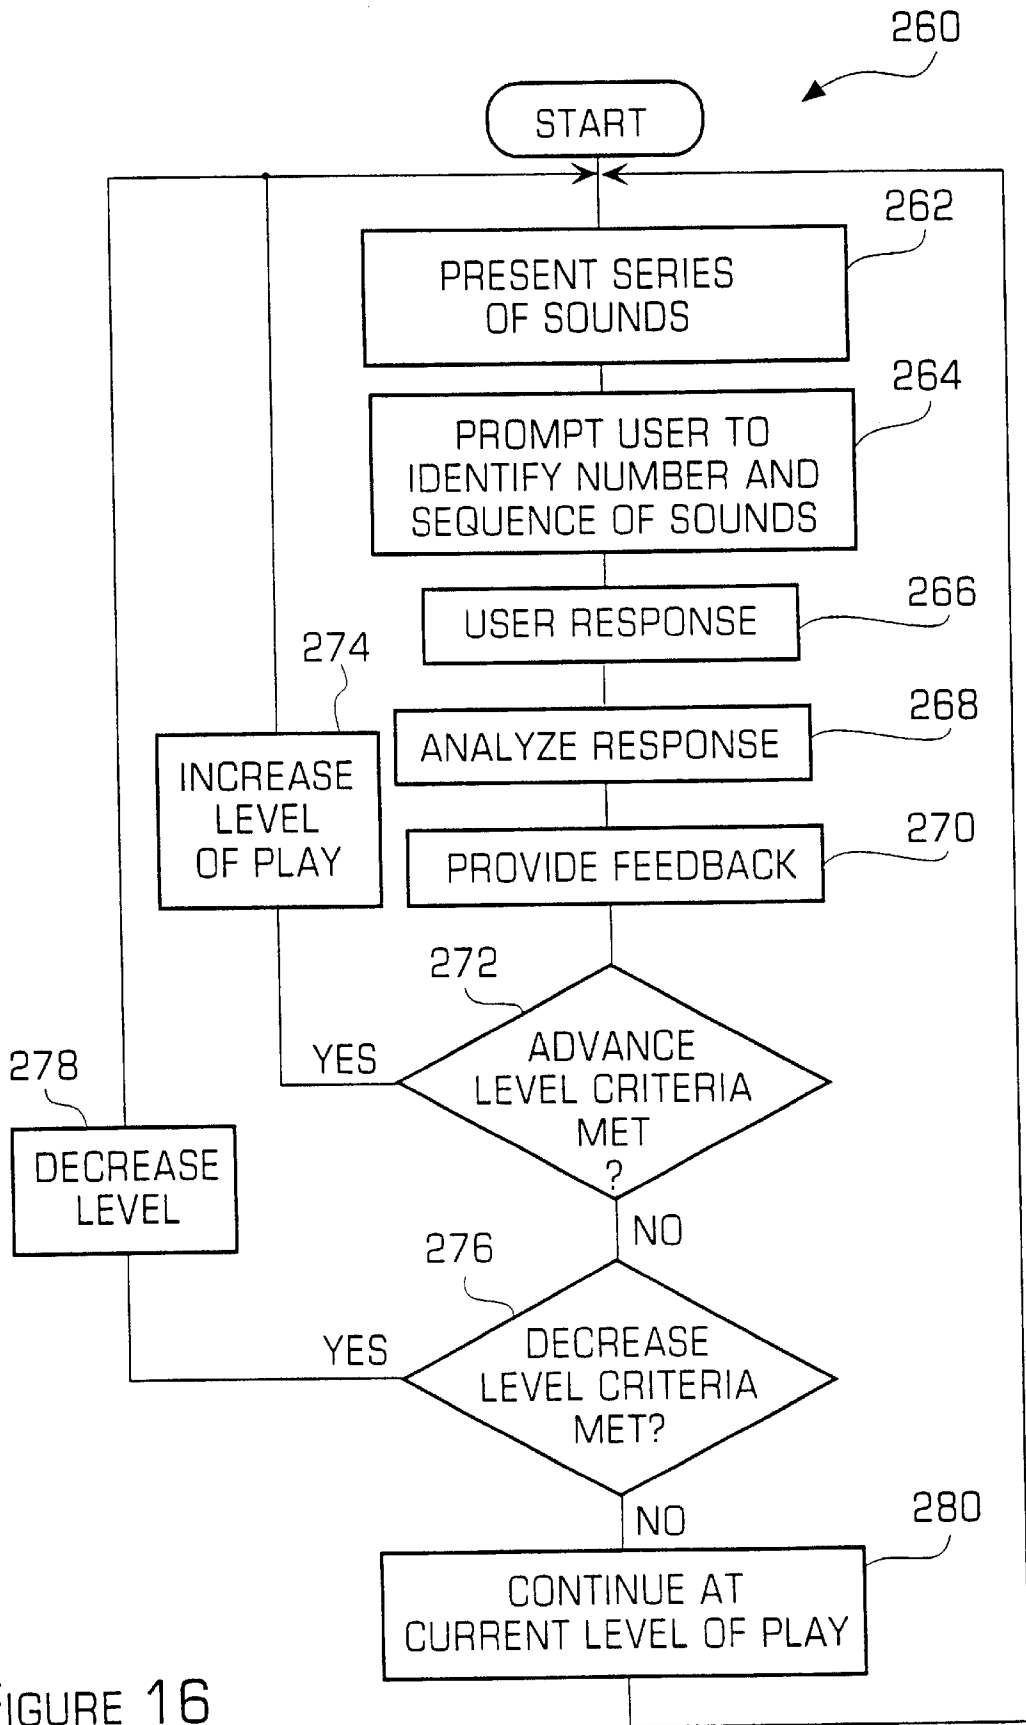 260
START
262
PRESENT SERIES
OF SOUNDS
264
PROMPT USER TO
IDENTIFY NUMBER AND
SEQUENCE OF SOUNDS
266
USER RESPONSE
274
268
ANALYZE RESPONSE
INCREASE
LEVEL
OF PLAY
270
PROVIDE FEEDBACK
272
ADVANCE
LEVEL CRITERIA
MET
?
YES
278
DECREASE
LEVEL
NO
276
DECREASE
LEVEL CRITERIA
MET?
YES
NO
280
CONTINUE AT
CURRENT LEVEL OF PLAY
FIGURE 16